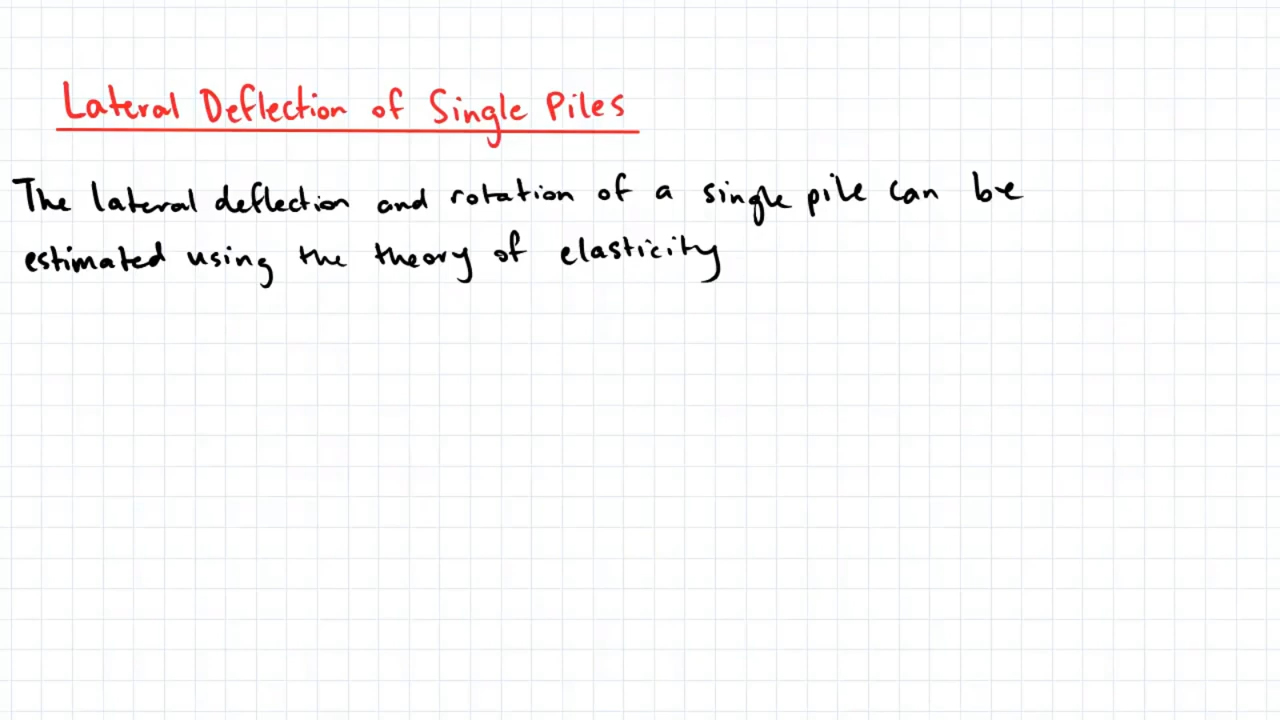 Lateral Deflection of Single Piles
The lateral deflection and rotation of a single pile can be
estimated using the theory of elasticity